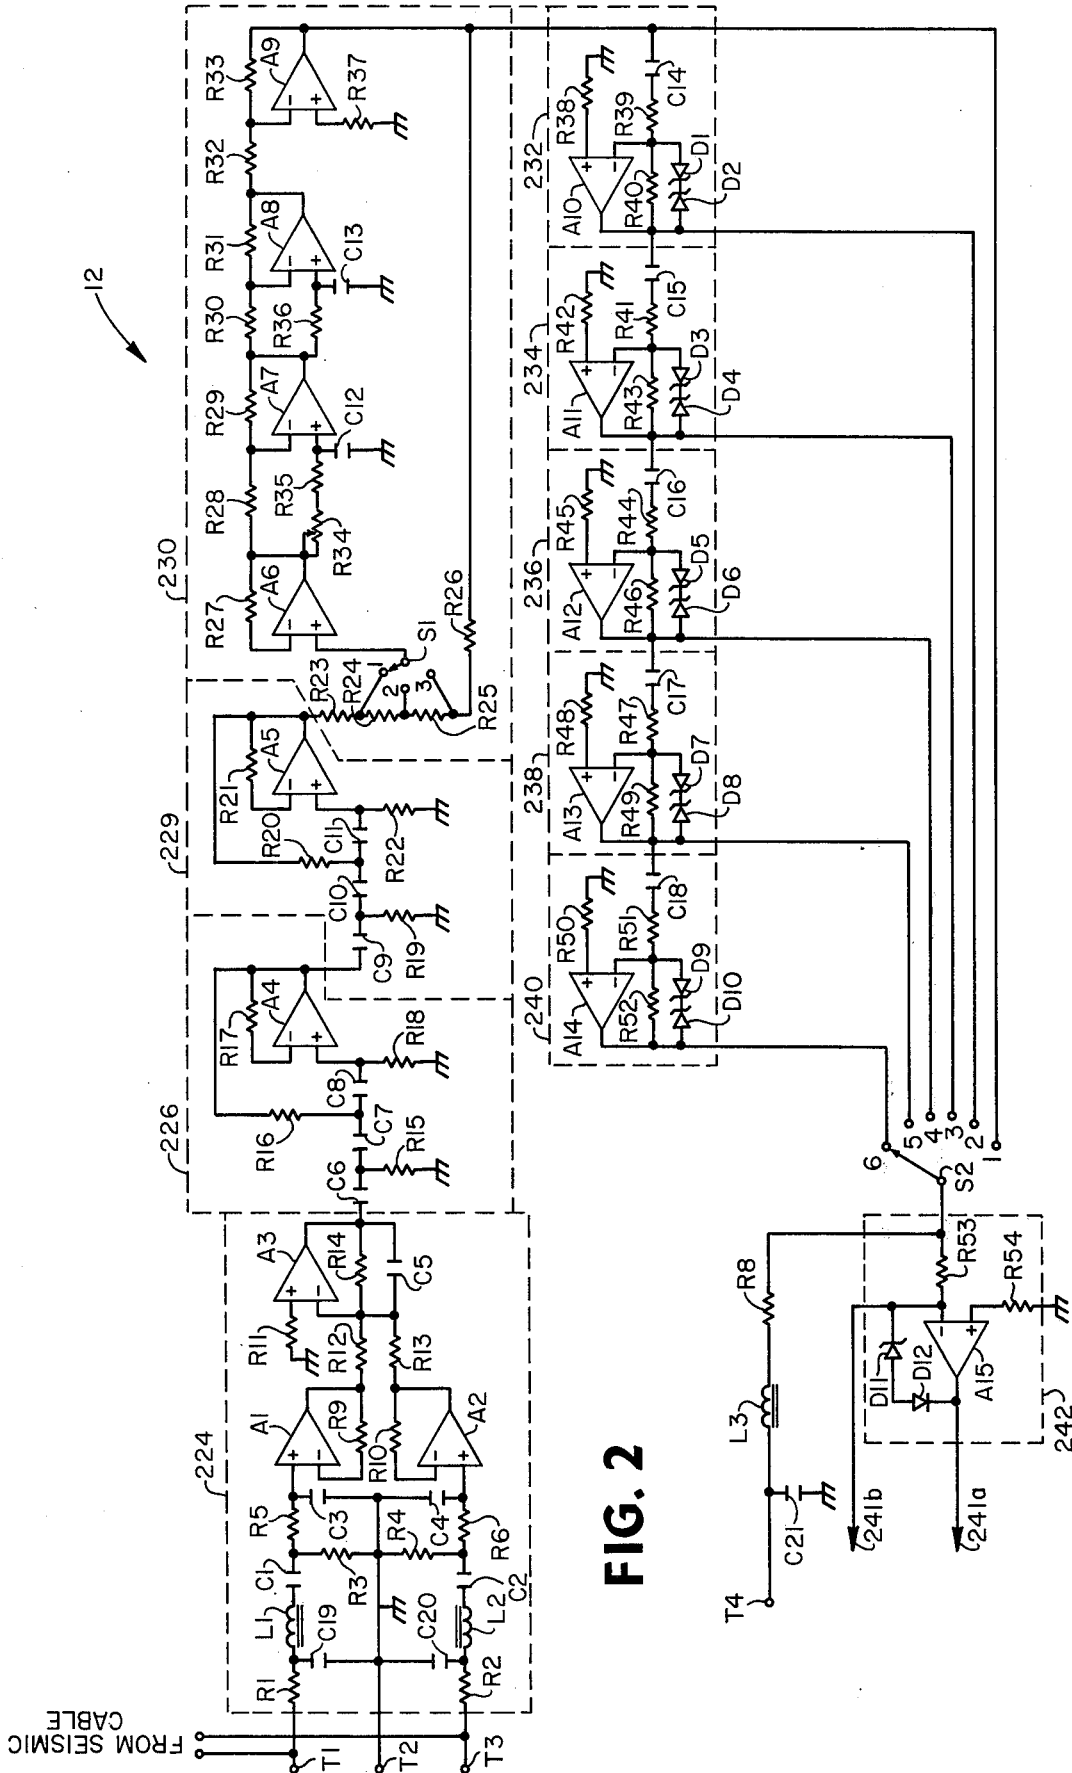 FROM SEISMIC
CABLE
T1
T2
T3
224
R1
R2
C19
C20
L1
L2
C1
C2
R3
R4
R5
R6
C3
C4
A1
A2
R9
R10
R11
R12
R13
A3
R14
C5
226
C6
R15
C7
R16
C8
R17
A4
R18
229
C9
R19
C10
R20
C11
R21
A5
R22
230
R23
R24
R25
1
2
3
S1
R26
R27
A6
R28
R34
R35
C12
R29
A7
R30
R36
C13
R31
A8
R32
R33
A9
R37
12
232
A10
R38
R39
R40
C14
D1
D2
234
A11
R42
R41
R43
C15
D3
D4
236
A12
R45
R44
R46
C16
D5
D6
238
A13
R48
R47
R49
C17
D7
D8
240
A14
R50
R51
R52
C18
D9
D10
6
5
4
3
2
1
S2
R8
L3
C21
T4
R53
R54
D11
D12
A15
242
241b
241a
FIG. 2